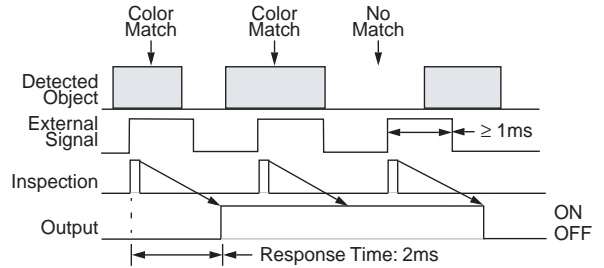 Color
Match
Color
Match
No
Match
Detected
Object
External
Signal
≥ 1ms
Inspection
Output
ON
OFF
Response Time: 2ms